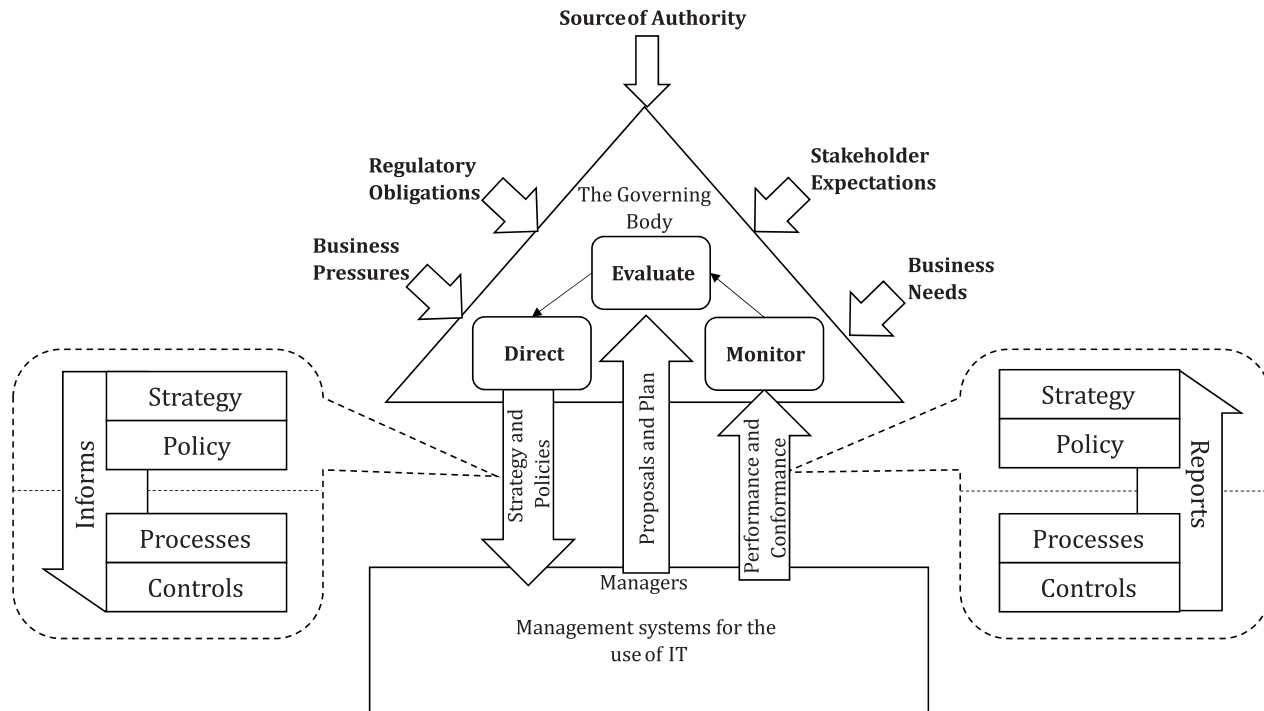 Source of Authority
Regulatory
Obligations
Stakeholder
Expectations
The Governing
Body
Business
Pressures
Evaluate
Business
Needs
Direct
Monitor
Strategy
Policy
Informs
Processes
Controls
Strategy and
Policies
Proposals and Plan
Performance and
Conformance
Strategy
Policy
Reports
Processes
Controls
Managers
Management systems for the
use of IT